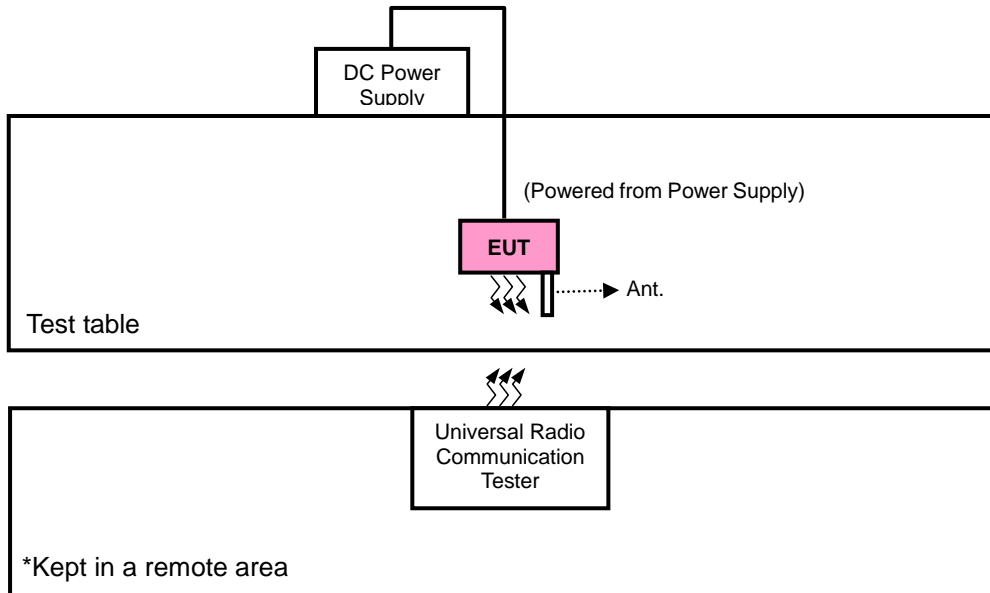 DC Power
Supply
(Powered from Power Supply)
EUT
Ant.
Test table
Universal Radio
Communication
Tester
*Kept in a remote area